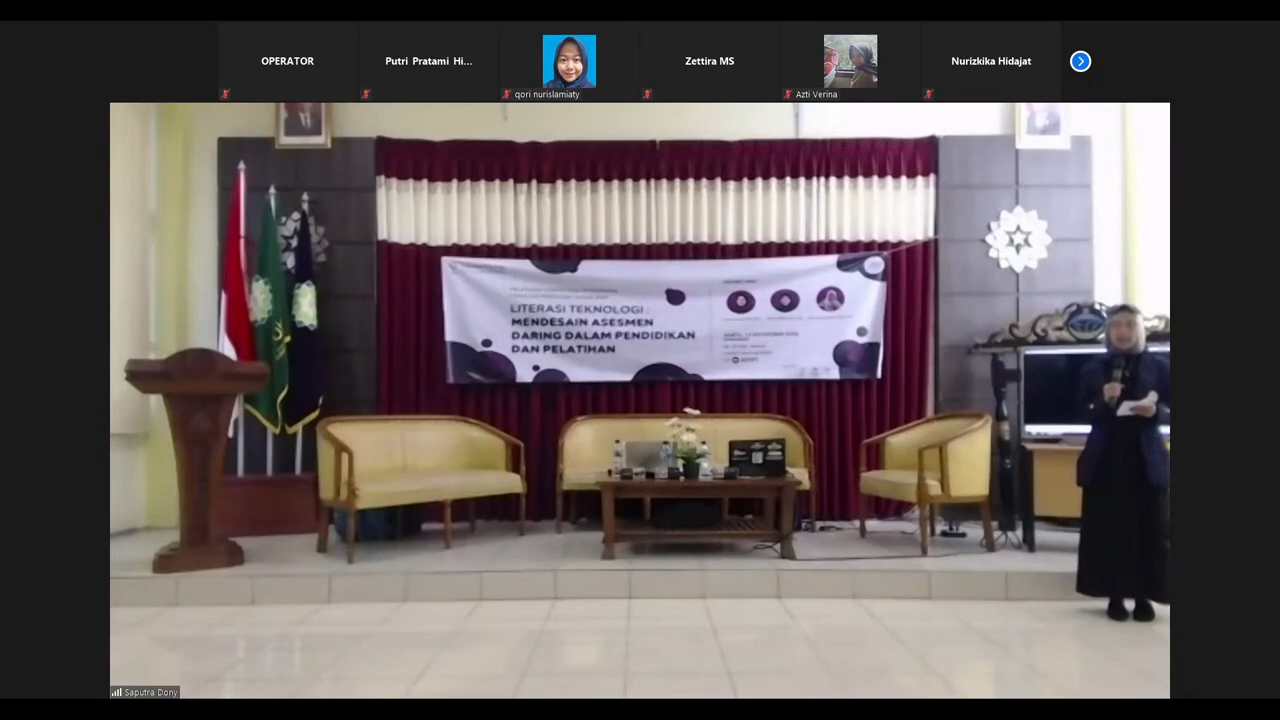 OPERATOR
Putri Pratami Hi...
Zettira MS
Nurizkika Hidajat
qori nurislamiaty
Azti Verina
LITERASI TEKNOLOGI :
MENDESAIN ASESMEN
DARING DALAM PENDIDIKAN
DAN PELATIHAN
zoom
Saputra Dony